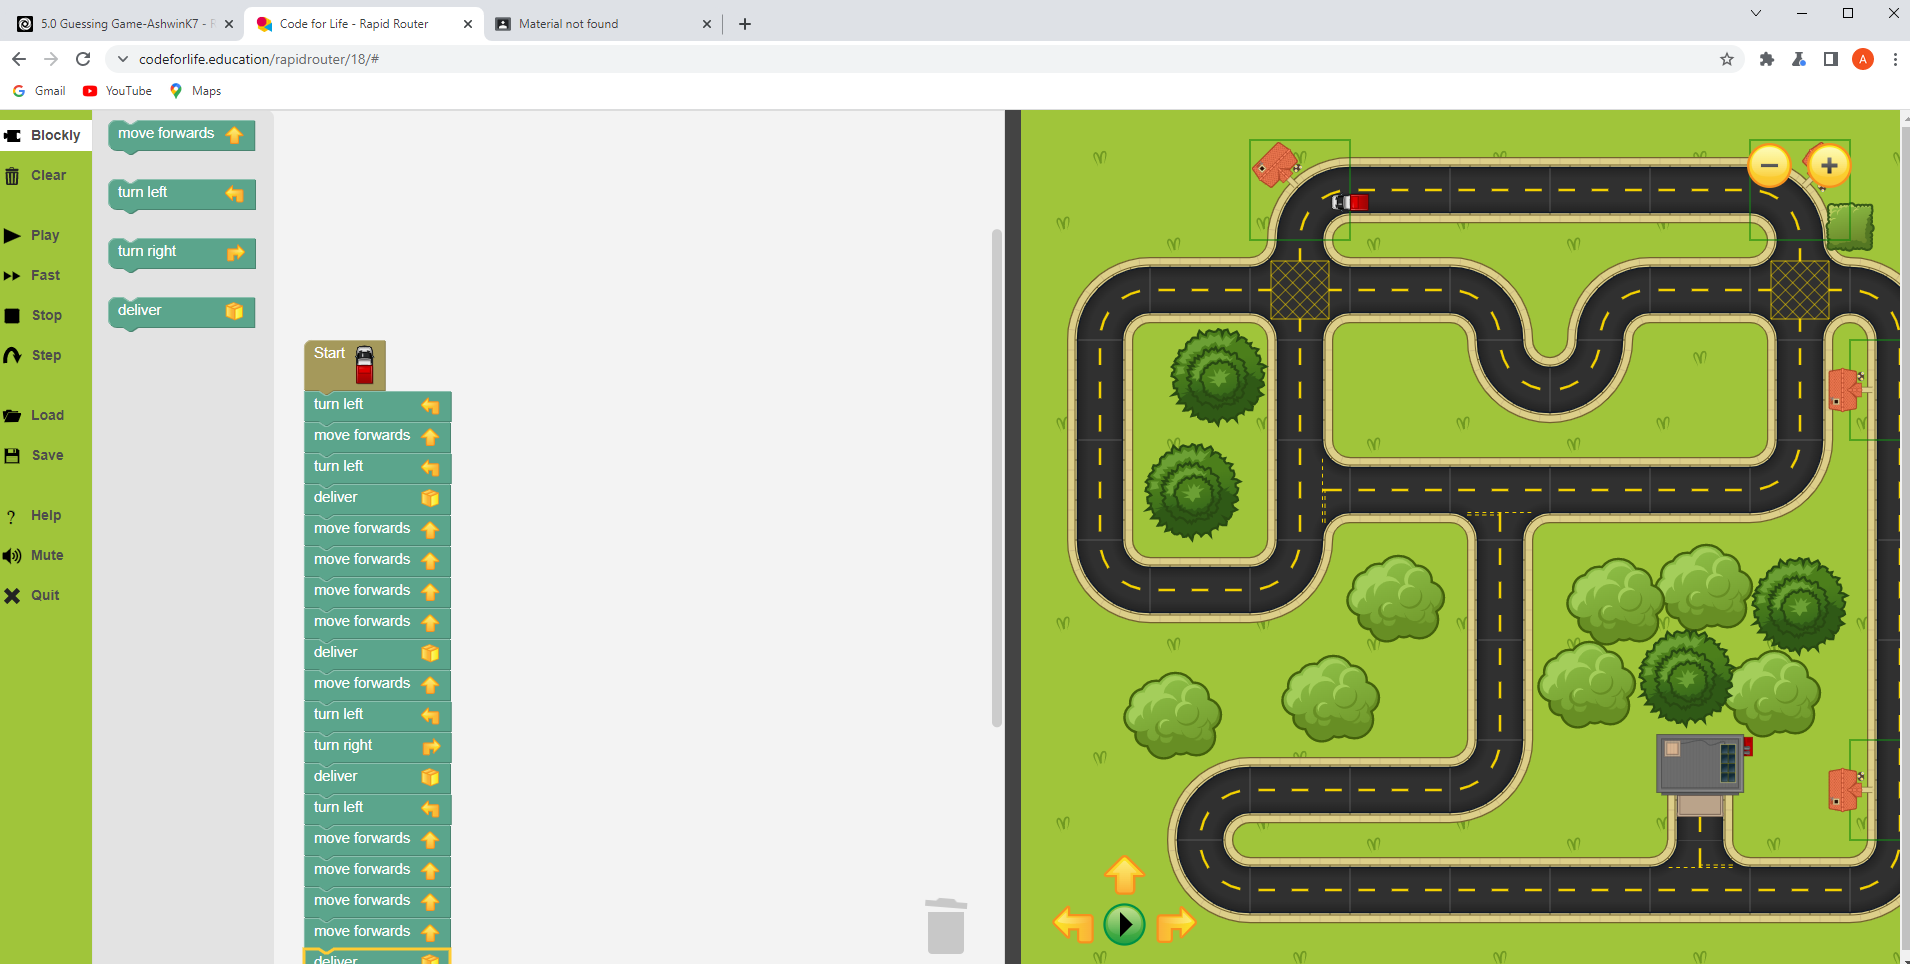 5.0 Guessing Game-AshwinK7 - R
Code for Life - Rapid Router
Material not found
codeforlife.education/rapidrouter/18/#
A
Gmail
YouTube
Maps
Blockly
Clear
Play
Fast
Stop
Step
Load
Save
? Help
Mute
Quit
move forwards
turn left
turn right
deliver
Start
turn left
move forwards
turn left
deliver
move forwards
move forwards
move forwards
move forwards
deliver
move forwards
turn left
turn right
deliver
turn left
move forwards
move forwards
move forwards
move forwards
deliver